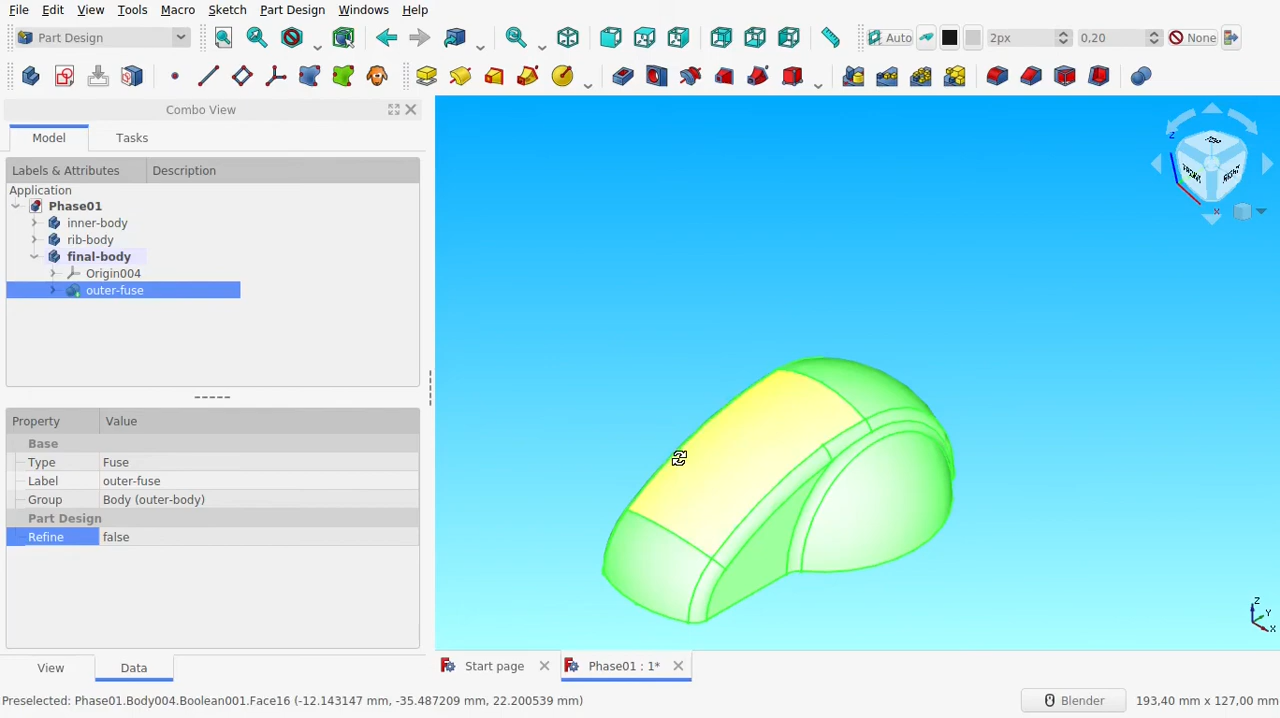 File Edit View Tools Macro Sketch Part Design Windows Help
Part Design Auto 2px 0,20 None
Combo View
Model Tasks
Labels & Attributes Description
Application
Phase01
inner-body
rib-body
final-body
Origin004
outer-fuse
Property Value
Base
Type Fuse
Label outer-fuse
Group Body (outer-body)
Part Design
Refine false
View Data
TOP
FRONT RIGHT
Z
X
Z
Y
X
Start page Phase01 : 1*
Preselected: Phase01.Body004.Boolean001.Face16 (-12.143147 mm, -35.487209 mm, 22.200539 mm) Blender 193,40 mm x 127,00 mm